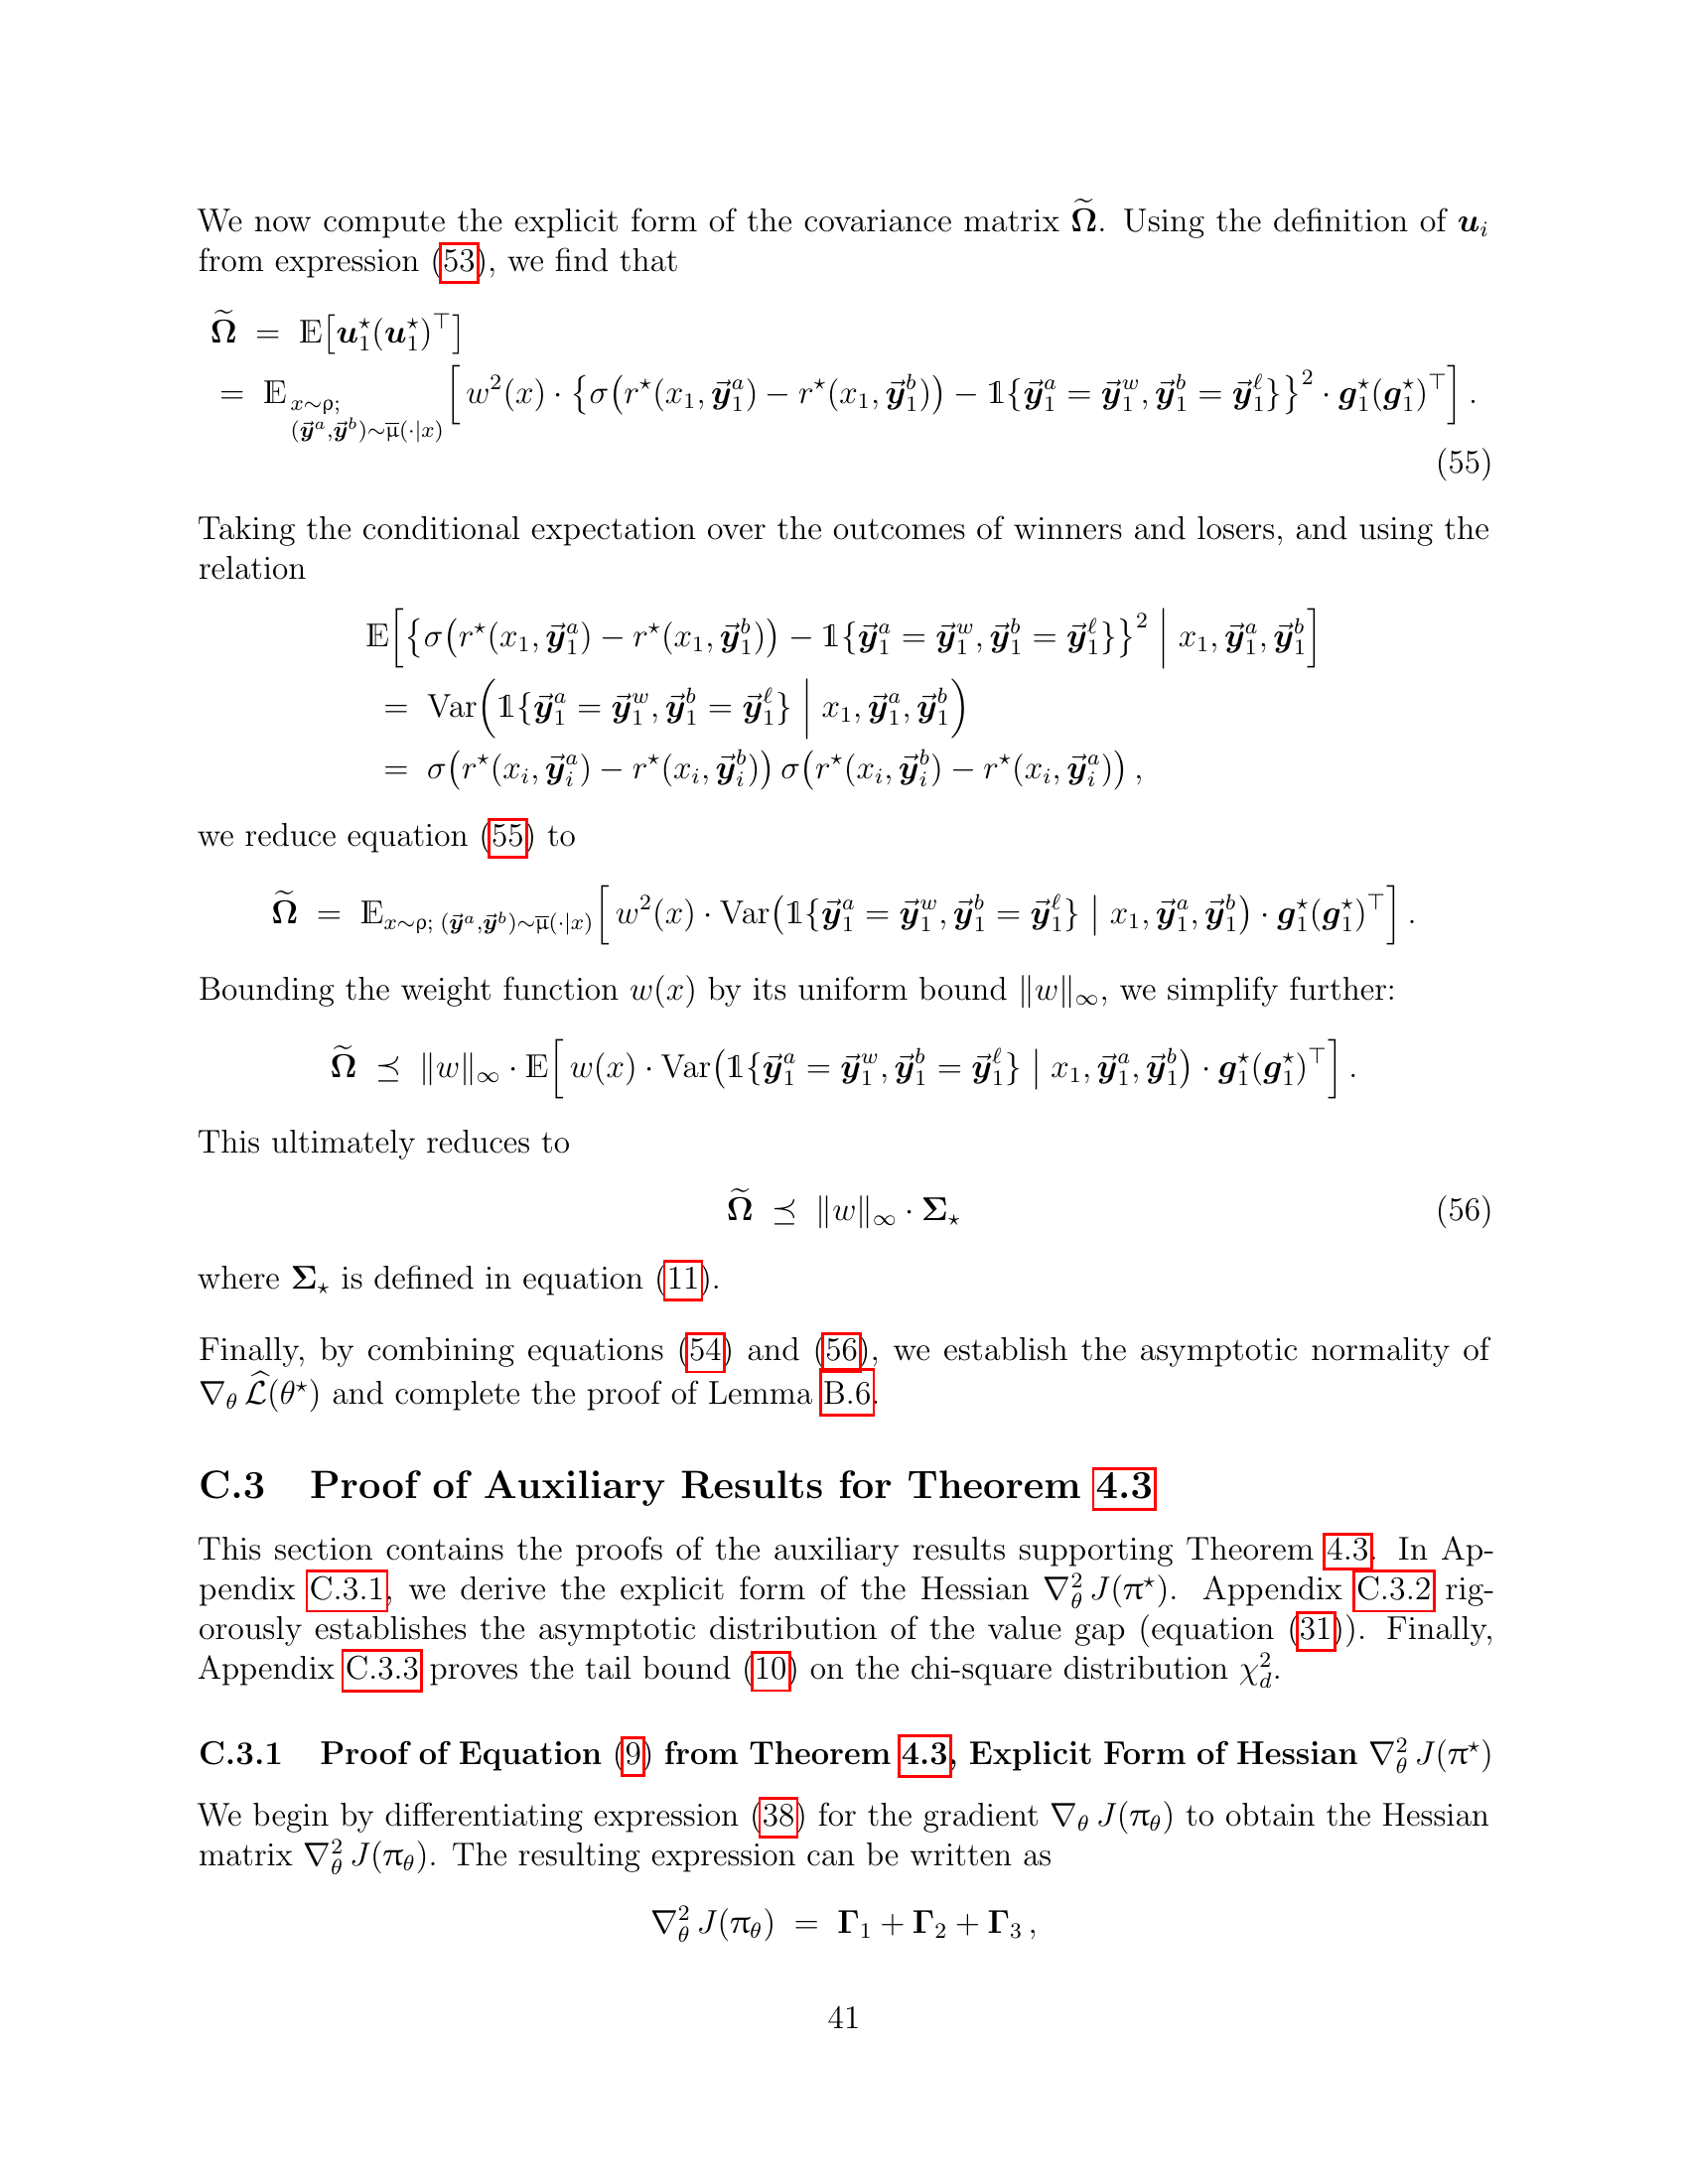 We now compute the explicit form of the covariance matrix $\widetilde{\boldsymbol{\Omega}}$. Using the definition of $\boldsymbol{u}_i$
from expression (53), we find that
$\widetilde{\boldsymbol{\Omega}} \;=\; \mathbb{E}\big[\boldsymbol{u}_1^\star(\boldsymbol{u}_1^\star)^\top\big]$
$=\; \mathbb{E}_{\substack{x\sim\rho;\\ (\vec{\boldsymbol{y}}^a,\vec{\boldsymbol{y}}^b)\sim\overline{\mu}(\cdot|x)}}\Big[ w^2(x)\cdot\big\{\sigma\big(r^\star(x_1,\vec{\boldsymbol{y}}_1^a)-r^\star(x_1,\vec{\boldsymbol{y}}_1^b)\big)-\mathbb{1}\{\vec{\boldsymbol{y}}_1^a=\vec{\boldsymbol{y}}_1^w,\vec{\boldsymbol{y}}_1^b=\vec{\boldsymbol{y}}_1^\ell\}\big\}^2\cdot\boldsymbol{g}_1^\star(\boldsymbol{g}_1^\star)^\top\Big]\,.$
(55)
Taking the conditional expectation over the outcomes of winners and losers, and using the
relation
$\mathbb{E}\Big[\big\{\sigma\big(r^\star(x_1,\vec{\boldsymbol{y}}_1^a)-r^\star(x_1,\vec{\boldsymbol{y}}_1^b)\big)-\mathbb{1}\{\vec{\boldsymbol{y}}_1^a=\vec{\boldsymbol{y}}_1^w,\vec{\boldsymbol{y}}_1^b=\vec{\boldsymbol{y}}_1^\ell\}\big\}^2\;\Big|\;x_1,\vec{\boldsymbol{y}}_1^a,\vec{\boldsymbol{y}}_1^b\Big]$
$=\;\mathrm{Var}\Big(\mathbb{1}\{\vec{\boldsymbol{y}}_1^a=\vec{\boldsymbol{y}}_1^w,\vec{\boldsymbol{y}}_1^b=\vec{\boldsymbol{y}}_1^\ell\}\;\Big|\;x_1,\vec{\boldsymbol{y}}_1^a,\vec{\boldsymbol{y}}_1^b\Big)$
$=\;\sigma\big(r^\star(x_i,\vec{\boldsymbol{y}}_i^a)-r^\star(x_i,\vec{\boldsymbol{y}}_i^b)\big)\,\sigma\big(r^\star(x_i,\vec{\boldsymbol{y}}_i^b)-r^\star(x_i,\vec{\boldsymbol{y}}_i^a)\big)\,,$
we reduce equation (55) to
$\widetilde{\boldsymbol{\Omega}} \;=\; \mathbb{E}_{x\sim\rho;\,(\vec{\boldsymbol{y}}^a,\vec{\boldsymbol{y}}^b)\sim\overline{\mu}(\cdot|x)}\Big[w^2(x)\cdot\mathrm{Var}\big(\mathbb{1}\{\vec{\boldsymbol{y}}_1^a=\vec{\boldsymbol{y}}_1^w,\vec{\boldsymbol{y}}_1^b=\vec{\boldsymbol{y}}_1^\ell\}\;\big|\;x_1,\vec{\boldsymbol{y}}_1^a,\vec{\boldsymbol{y}}_1^b\big)\cdot\boldsymbol{g}_1^\star(\boldsymbol{g}_1^\star)^\top\Big]\,.$
Bounding the weight function $w(x)$ by its uniform bound $\|w\|_\infty$, we simplify further:
$\widetilde{\boldsymbol{\Omega}} \;\preceq\; \|w\|_\infty\cdot\mathbb{E}\Big[w(x)\cdot\mathrm{Var}\big(\mathbb{1}\{\vec{\boldsymbol{y}}_1^a=\vec{\boldsymbol{y}}_1^w,\vec{\boldsymbol{y}}_1^b=\vec{\boldsymbol{y}}_1^\ell\}\;\big|\;x_1,\vec{\boldsymbol{y}}_1^a,\vec{\boldsymbol{y}}_1^b\big)\cdot\boldsymbol{g}_1^\star(\boldsymbol{g}_1^\star)^\top\Big]\,.$
This ultimately reduces to
$\widetilde{\boldsymbol{\Omega}} \;\preceq\; \|w\|_\infty\cdot\boldsymbol{\Sigma}_\star$ (56)
where $\boldsymbol{\Sigma}_\star$ is defined in equation (11).
Finally, by combining equations (54) and (56), we establish the asymptotic normality of
$\nabla_\theta\,\widehat{\mathcal{L}}(\theta^\star)$ and complete the proof of Lemma B.6.
C.3 Proof of Auxiliary Results for Theorem 4.3
This section contains the proofs of the auxiliary results supporting Theorem 4.3. In Ap-
pendix C.3.1, we derive the explicit form of the Hessian $\nabla_\theta^2\,J(\pi^\star)$. Appendix C.3.2 rig-
orously establishes the asymptotic distribution of the value gap (equation (31)). Finally,
Appendix C.3.3 proves the tail bound (10) on the chi-square distribution $\chi_d^2$.
C.3.1 Proof of Equation (9) from Theorem 4.3, Explicit Form of Hessian $\nabla_\theta^2\,J(\pi^\star)$
We begin by differentiating expression (38) for the gradient $\nabla_\theta\,J(\pi_\theta)$ to obtain the Hessian
matrix $\nabla_\theta^2\,J(\pi_\theta)$. The resulting expression can be written as
$\nabla_\theta^2\,J(\pi_\theta) \;=\; \boldsymbol{\Gamma}_1+\boldsymbol{\Gamma}_2+\boldsymbol{\Gamma}_3\,,$
41